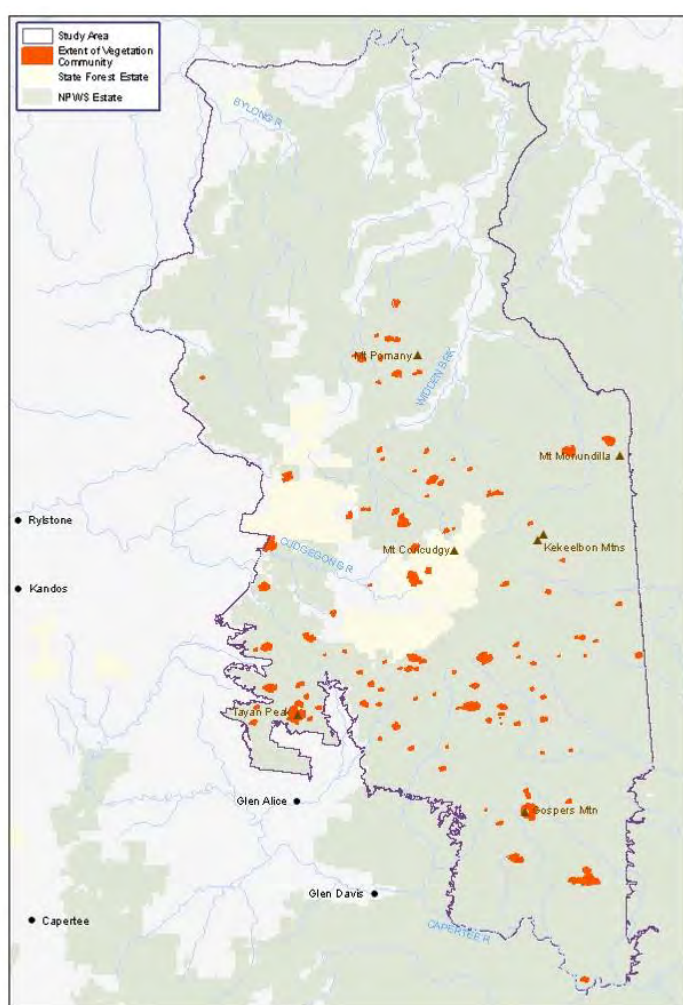 Study Area
Extent of Vegetation
Community
State Forest Estate
NPWS Estate
BYLONG R
Mt Pomany
WIDDEN BRK
Mt Monundilla
Rylstone
CUDGEGONG R
Mt Coricudgy
Kekeelbon Mtns
Kandos
Tayan Peak
Glen Alice
Gospers Mtn
Glen Davis
Capertee
CAPERTEE R